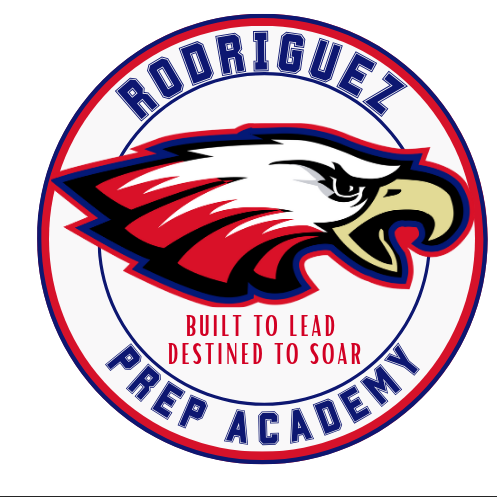 RODRIGUEZ
BUILT TO LEAD
DESTINED TO SOAR
PREP ACADEMY